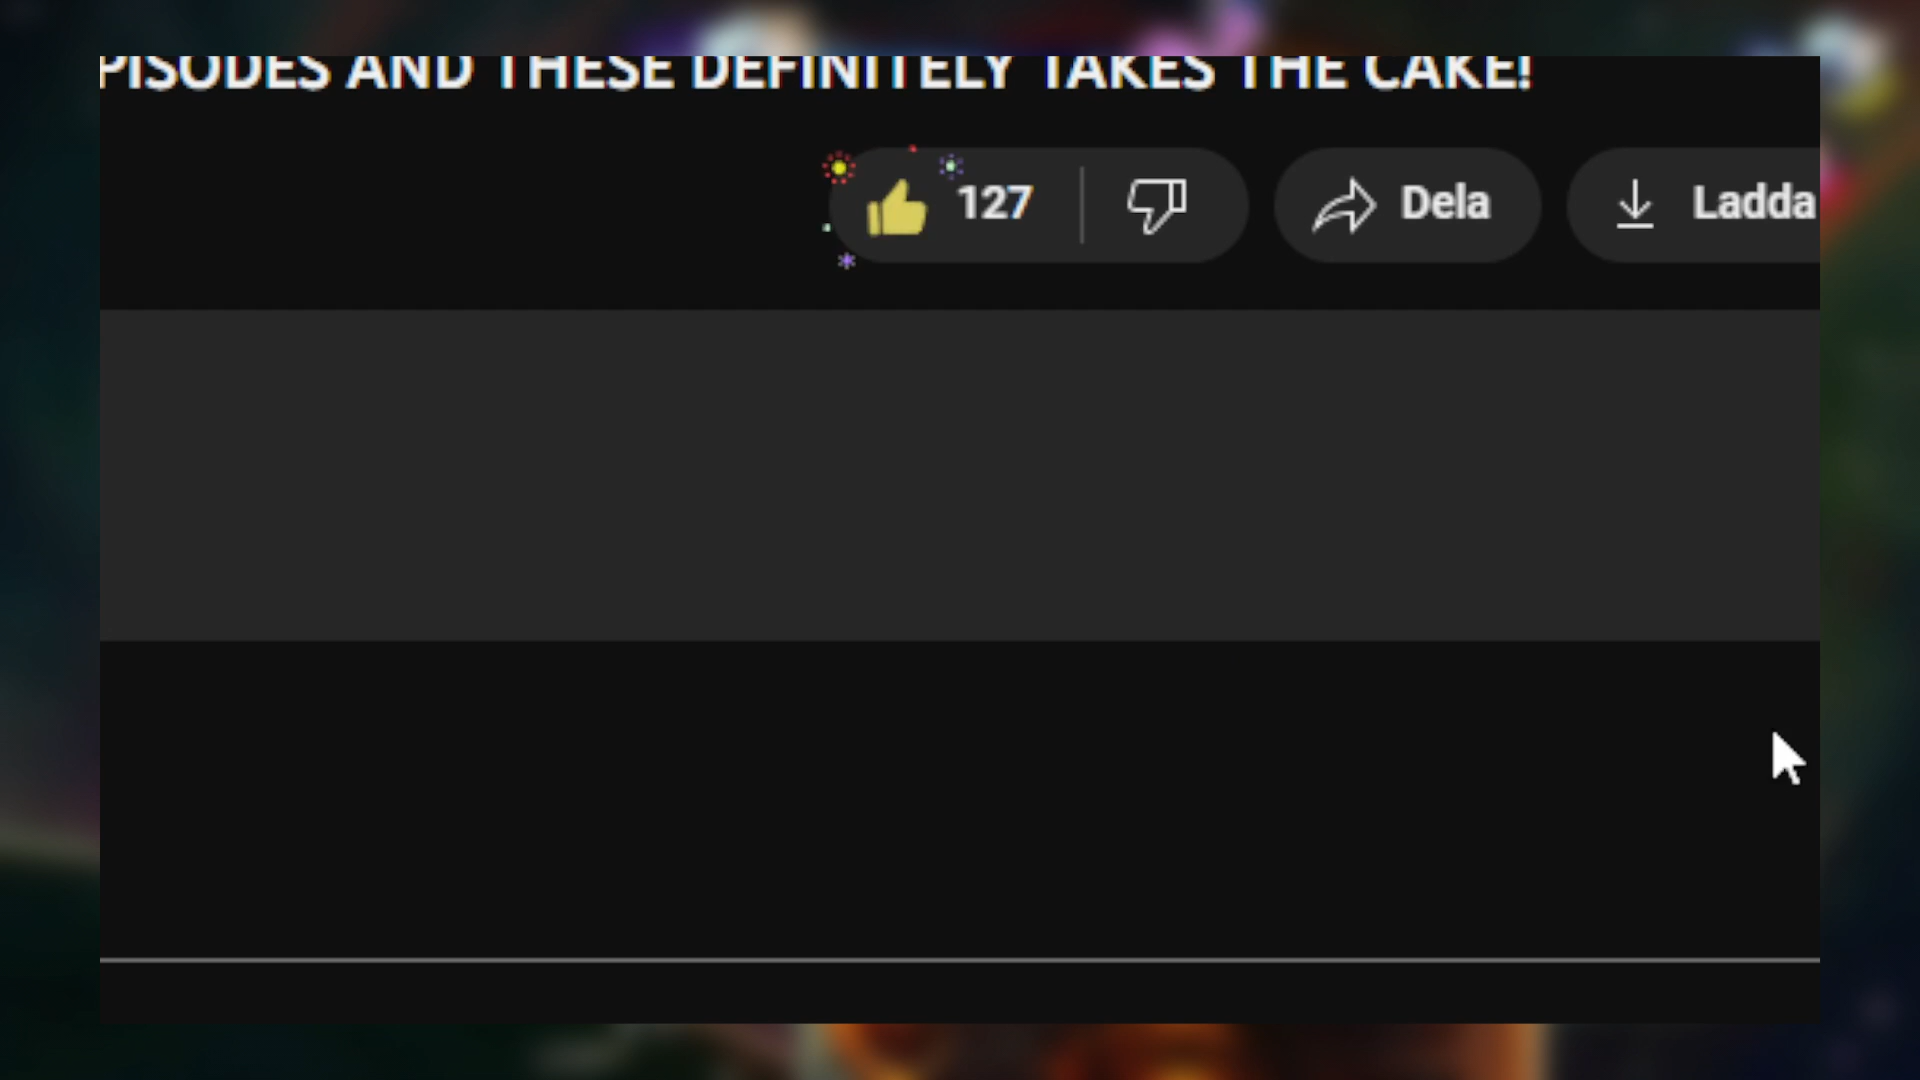 PISODES AND THESE DEFINITELY TAKES THE CAKE!
127
Dela
Ladda